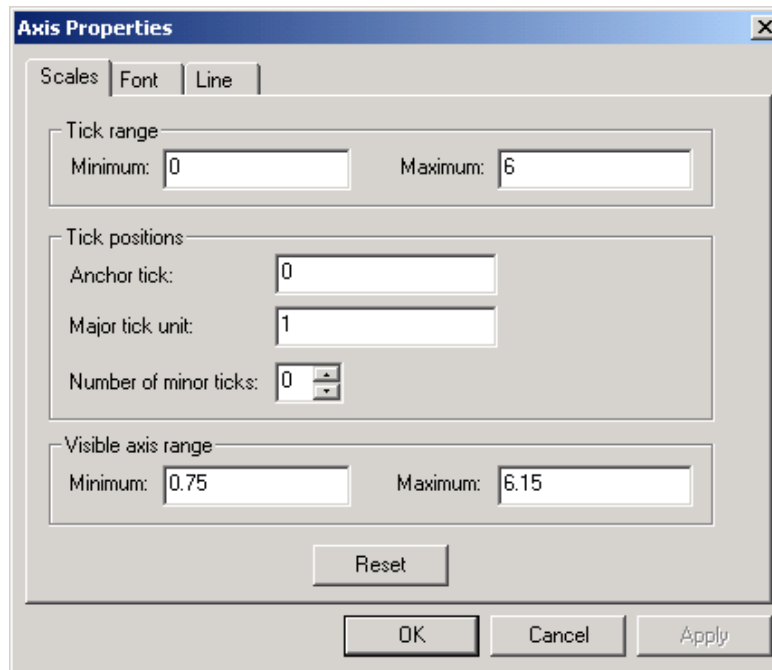 Axis Properties
Scales Font Line
Tick range
Minimum: 0 Maximum: 6
Tick positions
Anchor tick: 0
Major tick unit: 1
Number of minor ticks: 0
Visible axis range
Minimum: 0.75 Maximum: 6.15
Reset
OK Cancel Apply